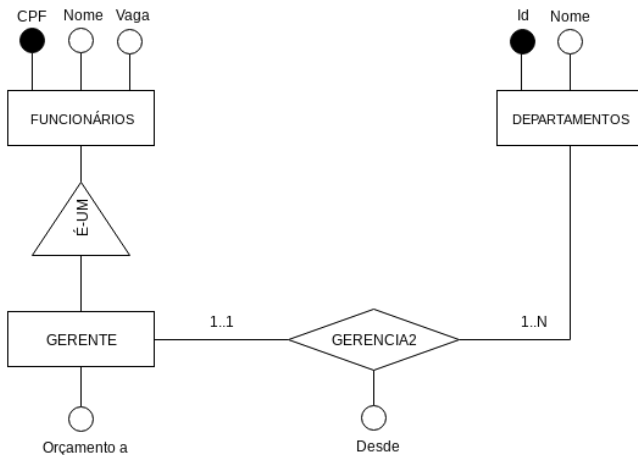 CPF Nome Vaga
Id Nome
FUNCIONÁRIOS
DEPARTAMENTOS
É-UM
1..1
1..N
GERENTE
GERENCIA2
Orçamento a
Desde